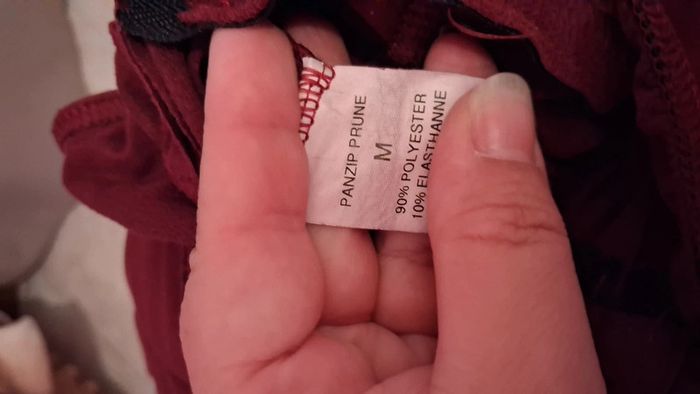 PANZIP PRUNE
M
90% POLYESTER
10% ELASTHANNE